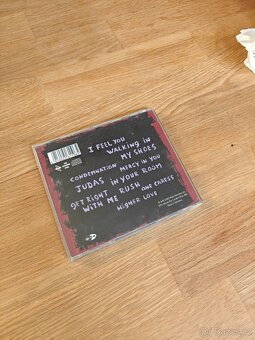 I FEEL YOU
WALKING IN
MY SHOES
CONDEMNATION MERCY IN YOU
JUDAS IN YOUR ROOM
GET RIGHT RUSH ONE CARESS
WITH ME
HIGHER LOVE